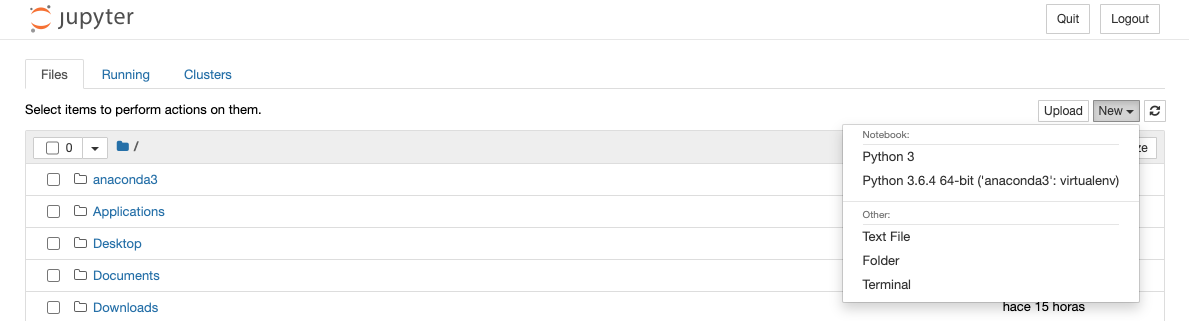 jupyter
Quit
Logout
Files
Running
Clusters
Select items to perform actions on them.
Upload
New
0
/
Notebook:
Python 3
Python 3.6.4 64-bit ('anaconda3': virtualenv)
Other:
Text File
Folder
Terminal
ze
anaconda3
Applications
Desktop
Documents
Downloads
hace 15 horas